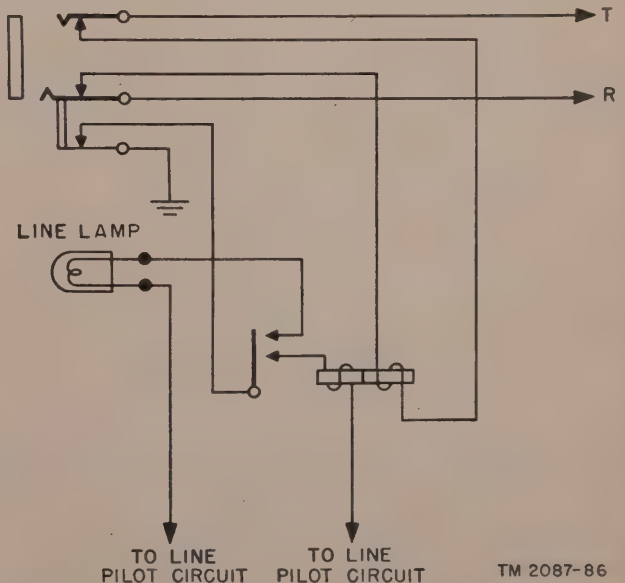 T
R
LINE LAMP
TO LINE
PILOT CIRCUIT
TO LINE
PILOT CIRCUIT
TM 2087-86